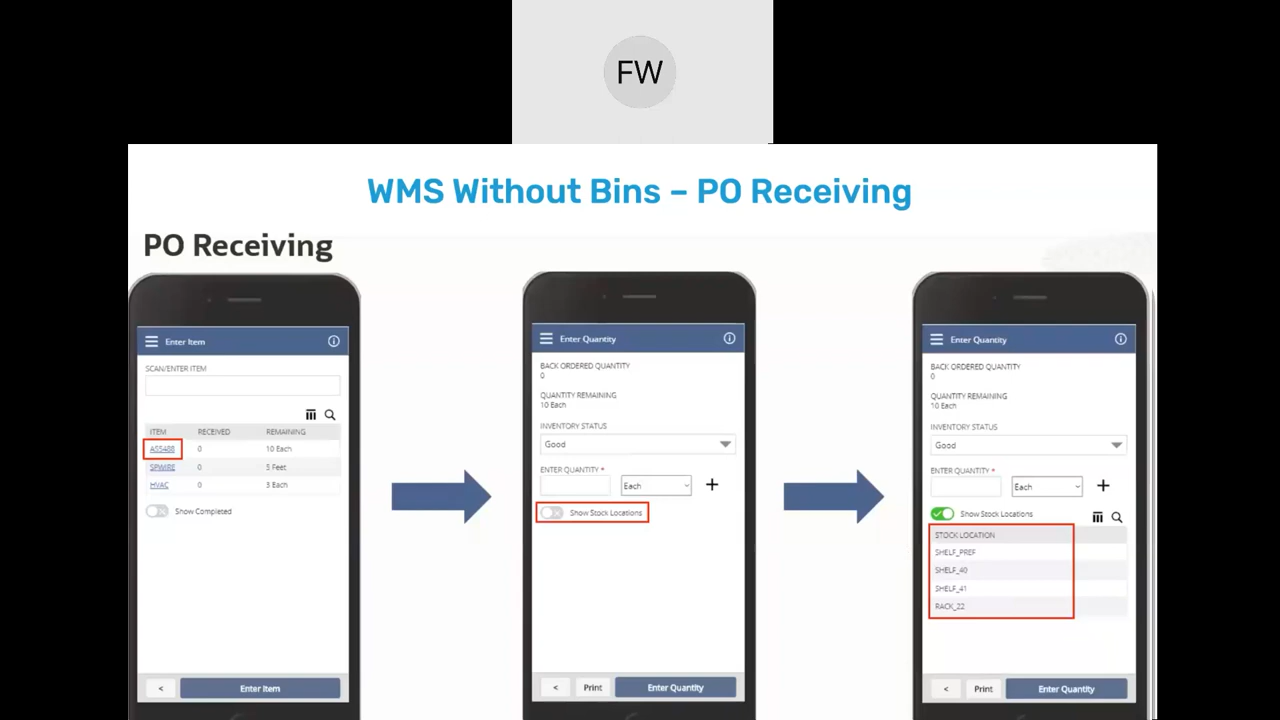 FW
WMS Without Bins – PO Receiving
PO Receiving
Enter Item
SCAN/ENTER ITEM
ITEM RECEIVED REMAINING
ASS488 0 10 Each
SPWIRE 0 5 Feet
HVAC 0 3 Each
Show Completed
< Enter Item
Enter Quantity
BACK ORDERED QUANTITY
0
QUANTITY REMAINING
10 Each
INVENTORY STATUS
Good
ENTER QUANTITY *
Each +
Show Stock Locations
< Print Enter Quantity
Enter Quantity
BACK ORDERED QUANTITY
0
QUANTITY REMAINING
10 Each
INVENTORY STATUS
Good
ENTER QUANTITY *
Each +
Show Stock Locations
STOCK LOCATION
SHELF_PREF
SHELF_40
SHELF_41
RACK_22
< Print Enter Quantity